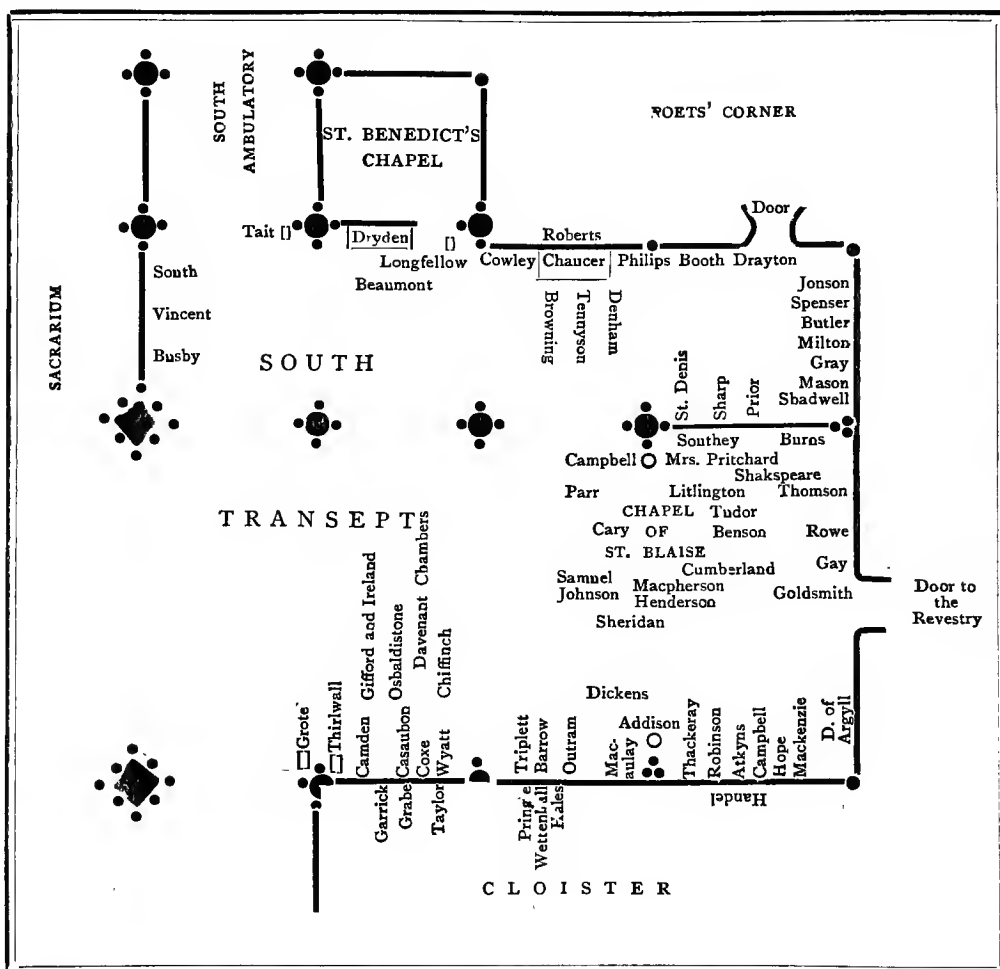 SOUTH
AMBULATORY
ST. BENEDICT'S
CHAPEL
POETS' CORNER
Door
Tait
Dryden
Longfellow
Beaumont
Roberts
Cowley Chaucer Philips Booth Drayton
Browning
Tennyson
Denham
SACRARIUM
South
Vincent
Busby
SOUTH
Jonson
Spenser
Butler
Milton
Gray
Mason
Shadwell
St. Denis
Sharp
Prior
Southey Burns
Campbell Mrs. Pritchard
Shakspeare
Parr Litlington Thomson
TRANSEPT
CHAPEL Tudor
Cary OF Benson Rowe
ST. BLAISE
Cumberland Gay
Samuel
Johnson
Macpherson
Henderson
Goldsmith
Sheridan
Door to
the
Revestry
Grote
Thirlwall
Camden
Gifford and Ireland
Casaubon
Osbaldistone
Coxe
Davenant Chambers
Wyatt
Chiffinch
Garrick
Grabe
Taylor
Triplett
Barrow
Outram
Pringle
Wettenhall
Hales
Dickens
Mac-
aulay
Addison
Thackeray
Robinson
Atkyns
Campbell
Hope
Mackenzie
D. of
Argyll
Handel
CLOISTER